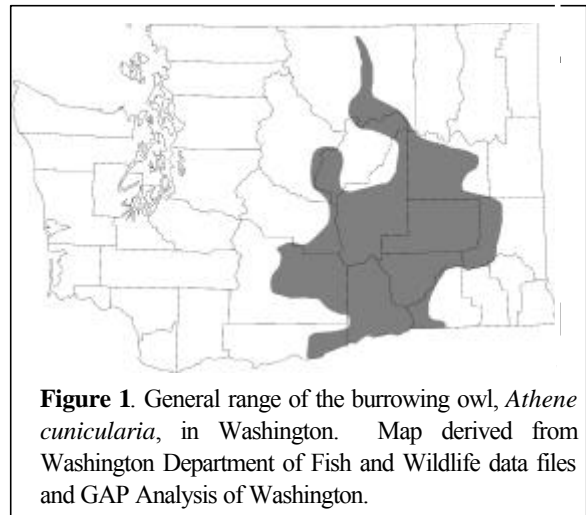 Figure 1. General range of the burrowing owl, Athene
cunicularia, in Washington. Map derived from
Washington Department of Fish and Wildlife data files
and GAP Analysis of Washington.